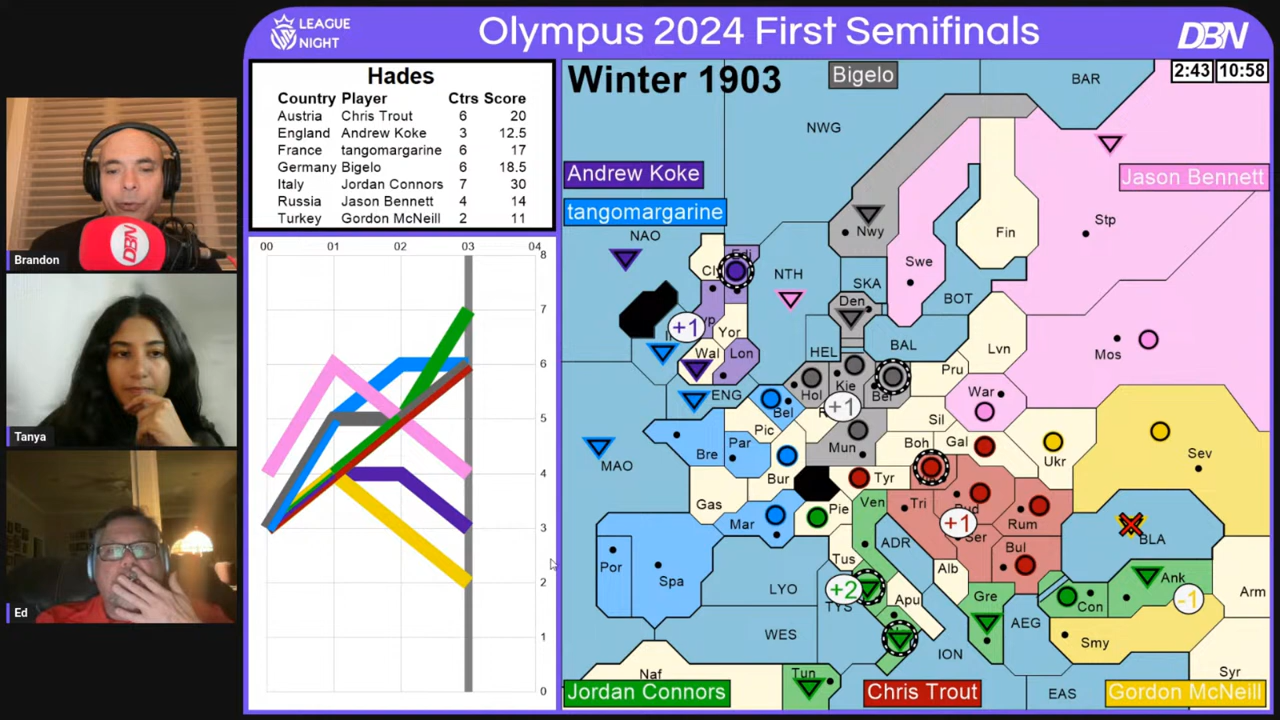 LEAGUE
NIGHT
Olympus 2024 First Semifinals
DBN
Hades
Country Player Ctrs Score
Austria Chris Trout 6 20
England Andrew Koke 3 12.5
France tangomargarine 6 17
Germany Bigelo 6 18.5
Italy Jordan Connors 7 30
Russia Jason Bennett 4 14
Turkey Gordon McNeill 2 11
00 01 02 03 04
8
7
6
5
4
3
2
1
0
Brandon
DBN
Tanya
Ed
Winter 1903
Bigelo
2:43 10:58
BAR
NWG
Andrew Koke
Jason Bennett
tangomargarine
NAO
Nwy
Stp
Fin
Edi
Swe
NTH
SKA
Den
BOT
+1
Yor
Wal
Lon
HEL
BAL
Lvn
Mos
Pru
ENG
Hol
Kie
Ber
War
Bel
+1
Sil
Pic
Mun
Boh
Gal
Ukr
Bre
Par
MAO
Bur
Sev
Tyr
Gas
Ven
Tri
Bud
Rum
Mar
Pie
+1
Ser
BLA
ADR
Bul
Por
Spa
Tus
Alb
LYO
+2
TYS
Apu
Gre
Con
Ank
Arm
-1
AEG
Smy
WES
ION
Naf
Tun
Syr
EAS
Jordan Connors
Chris Trout
Gordon McNeill